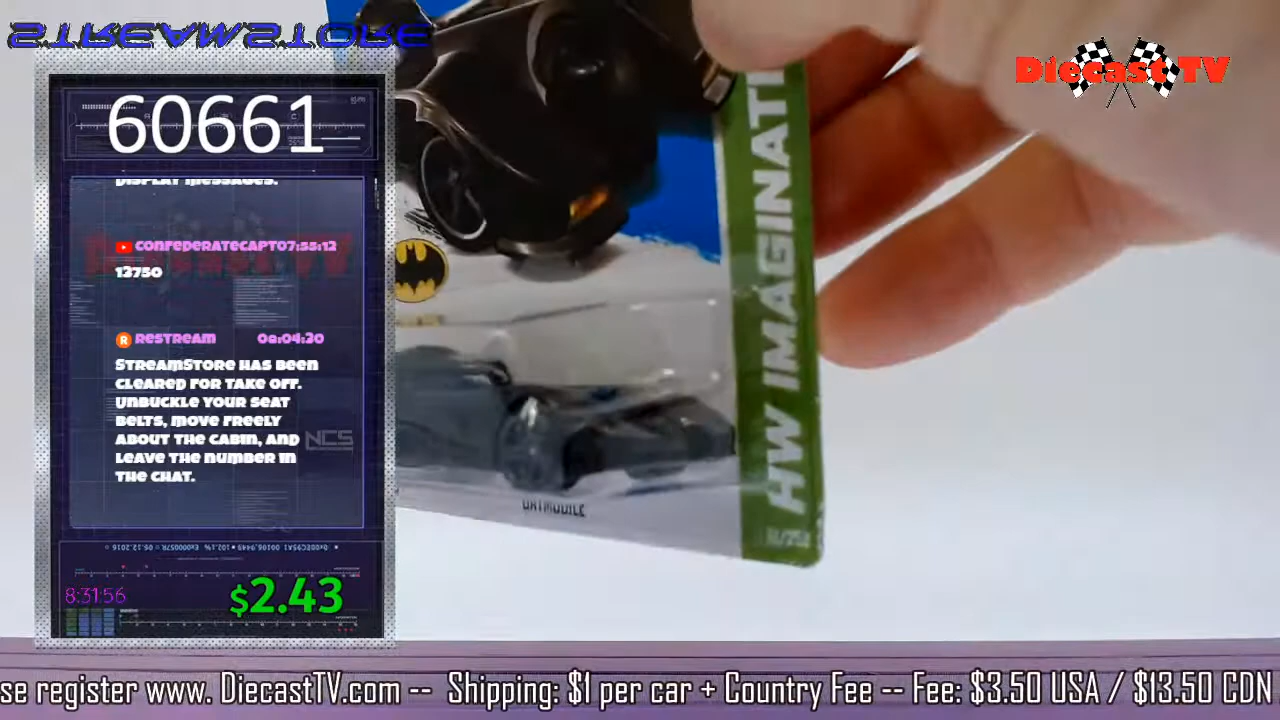 STREAMSTORE
60661
DISPLAY MESSAGES.
CONFEDERATECAPT07:55:12
13750
RESTREAM 08:04:20
STREAMSTORE HAS BEEN
CLEARED FOR TAKE OFF.
UNBUCKLE YOUR SEAT
BELTS, MOVE FREELY
ABOUT THE CABIN, AND
LEAVE THE NUMBER IN
THE CHAT.
NCS
8:31:56
$2.43
Diecast TV
HW IMAGINATI
BATMOBILE
se register www. DiecastTV.com -- Shipping: $1 per car + Country Fee -- Fee: $3.50 USA / $13.50 CDN